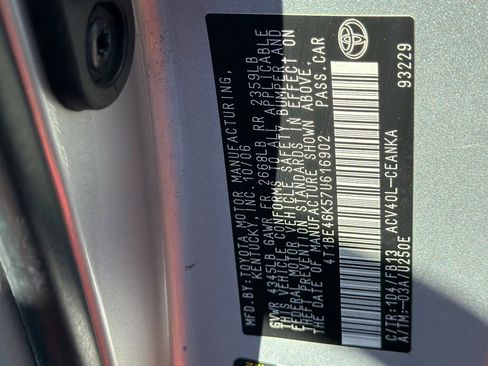 MFD.BY:TOYOTA MOTOR MANUFACTURING,
KENTUCKY, INC. 10/06
GVWR 4345LB GAWR FR 2668LB RR 2359LB
THIS VEHICLE CONFORMS TO ALL APPLICABLE
FEDERAL MOTOR VEHICLE SAFETY, BUMPER AND
THEFT PREVENTION STANDARDS IN EFFECT ON
THE DATE OF MANUFACTURE SHOWN ABOVE.
4T1BE46K57U616902 PASS.CAR
C/TR:1D4/FB13 ACV40L-CEANKA
A/TM:-03A/U250E 93229